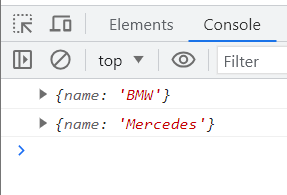 Elements Console
top Filter
{name: 'BMW'}
{name: 'Mercedes'}